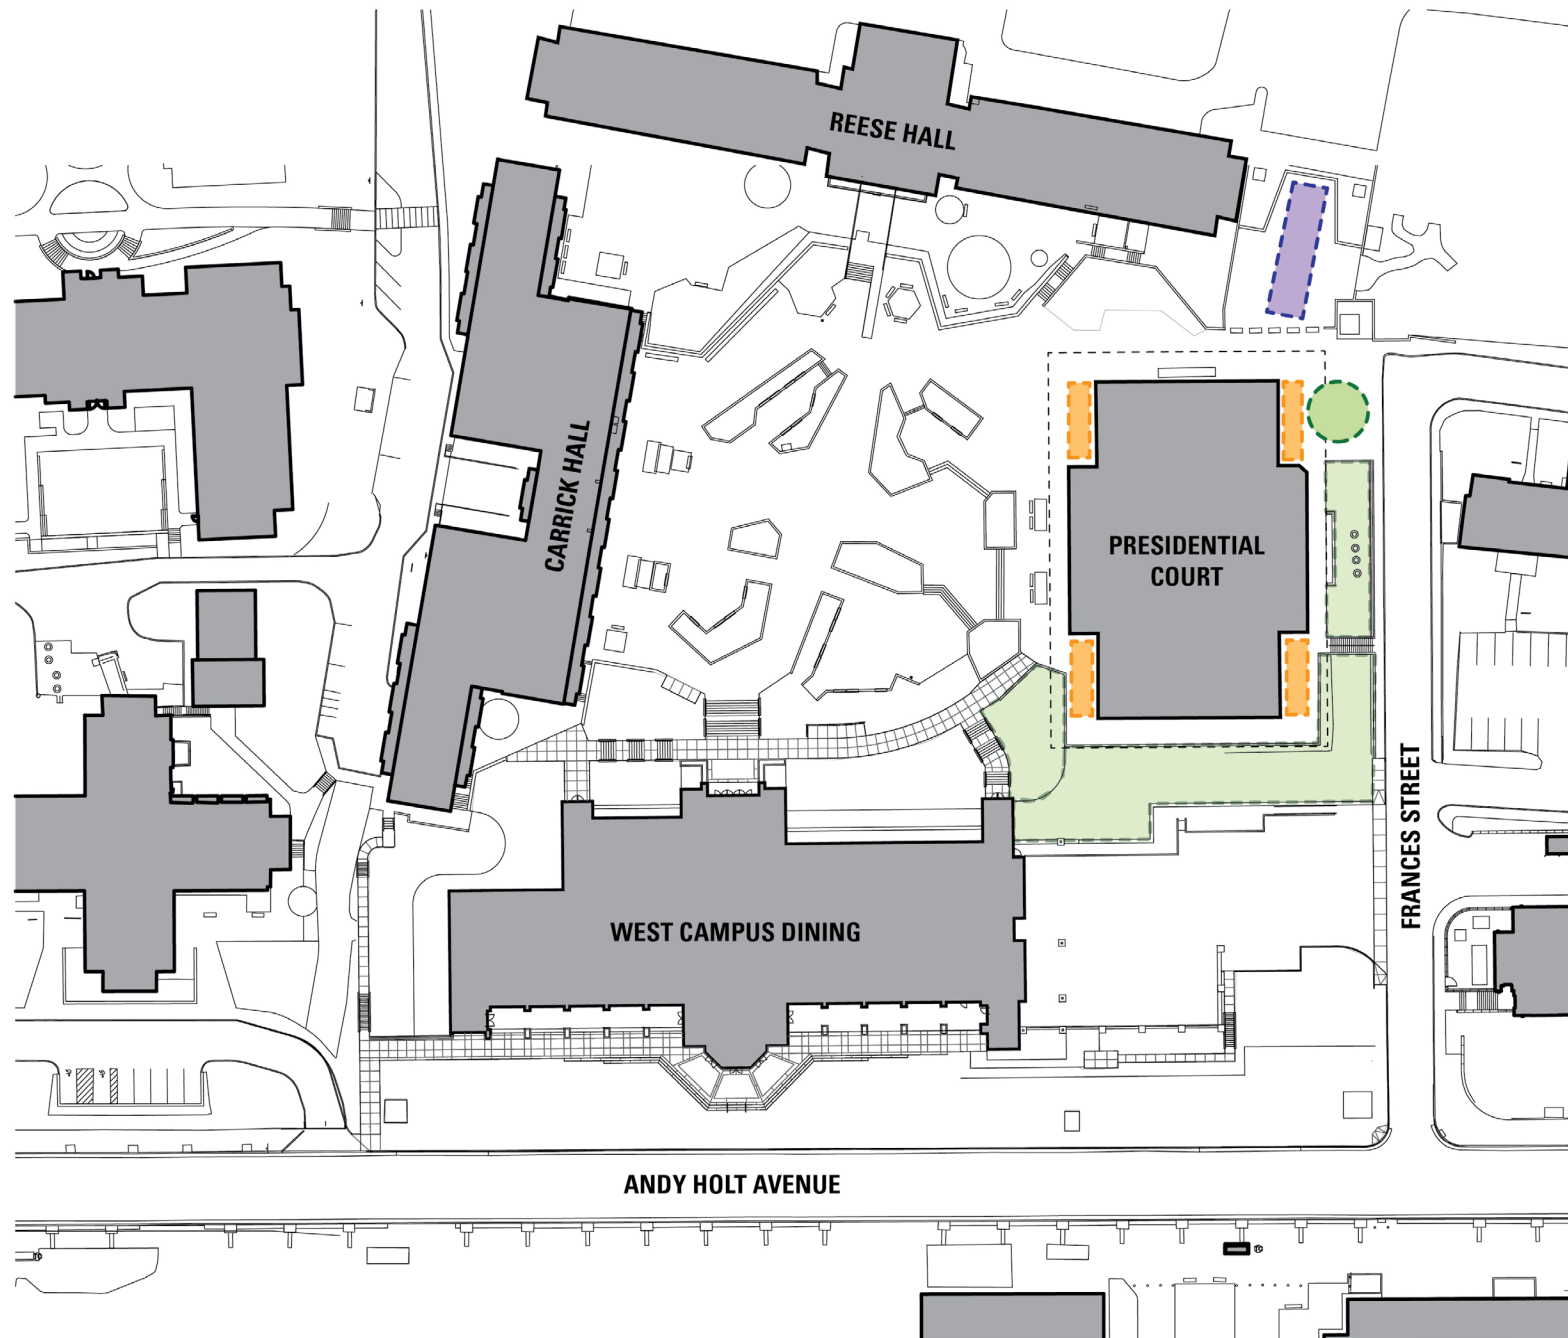 REESE HALL
CARRICK HALL
PRESIDENTIAL
COURT
FRANCES STREET
WEST CAMPUS DINING
ANDY HOLT AVENUE